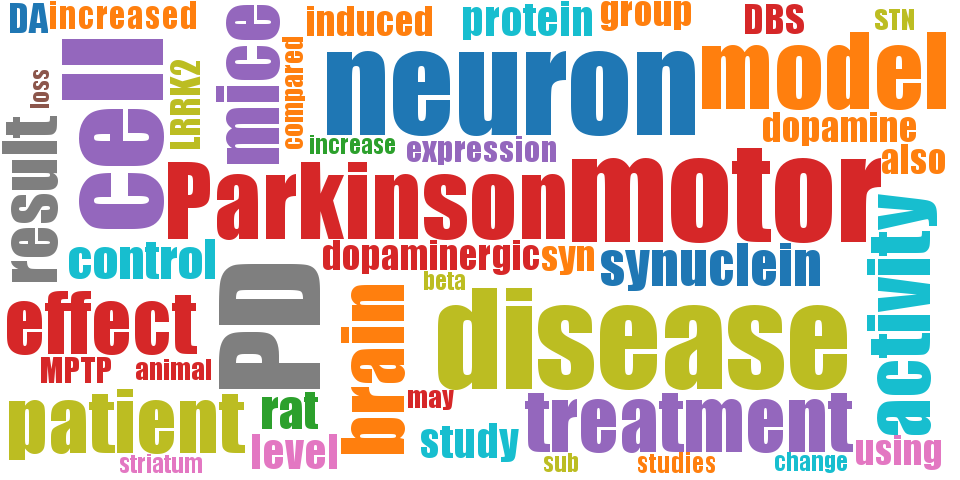 DA
increased
induced
protein
group
DBS
STN
loss
LRRK2
mice
compared
neuron
model
cell
result
increase
expression
dopamine
also
Parkinson
motor
control
dopaminergic
syn
synuclein
activity
beta
PD
effect
brain
disease
MPTP
animal
patient
rat
may
treatment
level
study
using
striatum
sub
studies
change